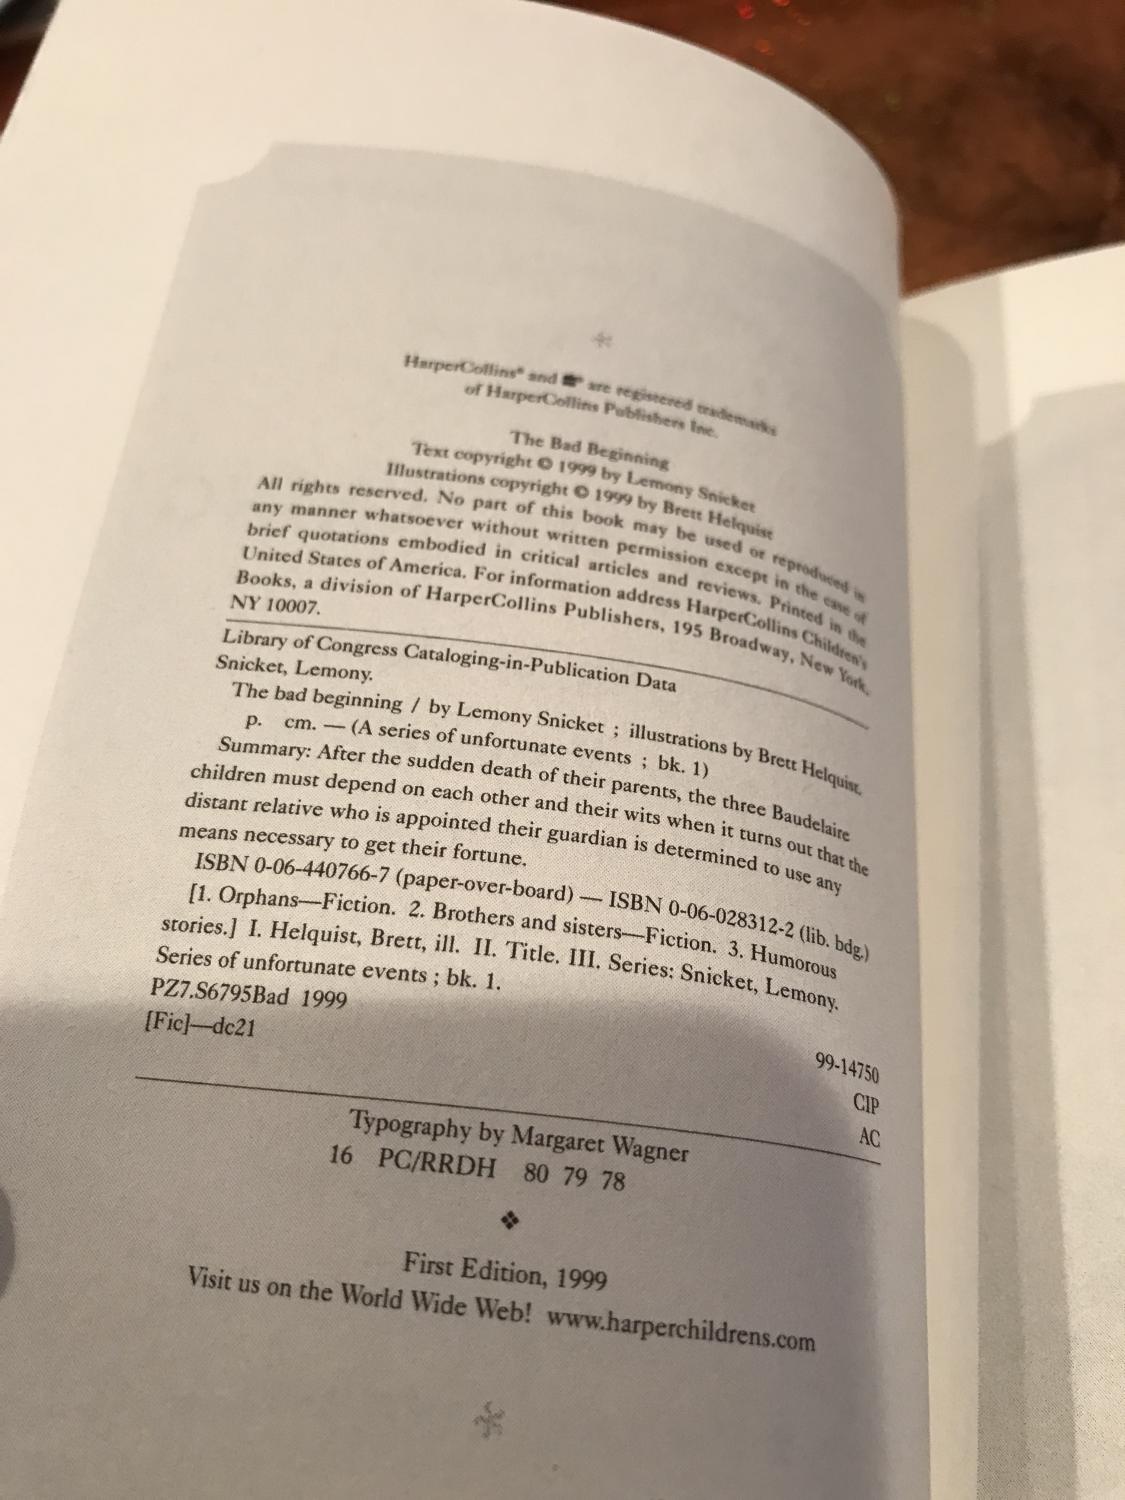 HarperCollins® and ® are registered trademarks
of HarperCollins Publishers Inc.
The Bad Beginning
Text copyright © 1999 by Lemony Snicket
Illustrations copyright © 1999 by Brett Helquist
All rights reserved. No part of this book may be used or reproduced in
any manner whatsoever without written permission except in the case of
brief quotations embodied in critical articles and reviews. Printed in the
United States of America. For information address HarperCollins Children's
Books, a division of HarperCollins Publishers, 195 Broadway, New York,
NY 10007.
Library of Congress Cataloging-in-Publication Data
Snicket, Lemony.
The bad beginning / by Lemony Snicket ; illustrations by Brett Helquist.
p. cm. — (A series of unfortunate events ; bk. 1)
Summary: After the sudden death of their parents, the three Baudelaire
children must depend on each other and their wits when it turns out that the
distant relative who is appointed their guardian is determined to use any
means necessary to get their fortune.
ISBN 0-06-440766-7 (paper-over-board) — ISBN 0-06-028312-2 (lib. bdg.)
[1. Orphans—Fiction. 2. Brothers and sisters—Fiction. 3. Humorous
stories.] I. Helquist, Brett, ill. II. Title. III. Series: Snicket, Lemony.
Series of unfortunate events ; bk. 1.
PZ7.S6795Bad 1999
[Fic]—dc21
99-14750
CIP
AC
Typography by Margaret Wagner
16 PC/RRDH 80 79 78
❖
First Edition, 1999
Visit us on the World Wide Web! www.harperchildrens.com